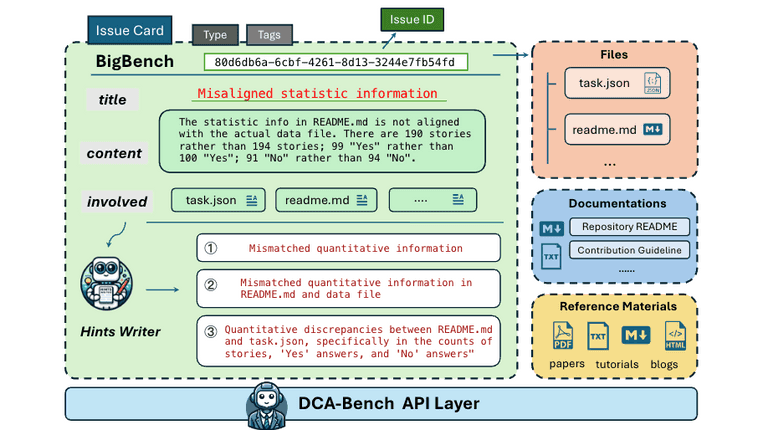 Issue Card
Type
Tags
Issue ID
BigBench
80d6db6a-6cbf-4261-8d13-3244e7fb54fd
title
Misaligned statistic information
content
The statistic info in README.md is not aligned
with the actual data file. There are 190 stories
rather than 194 stories; 99 "Yes" rather than
100 "Yes"; 91 "No" rather than 94 "No".
involved
task.json
readme.md
....
Hints Writer
① Mismatched quantitative information
② Mismatched quantitative information in
README.md and data file
③ Quantitative discrepancies between README.md
and task.json, specifically in the counts of
stories, 'Yes' answers, and 'No' answers"
Files
task.json
{:}
JSON
readme.md
M
...
Documentations
M
Repository README
TXT
Contribution Guideline
......
Reference Materials
PDF
TXT
M
</>
HTML
papers
tutorials
blogs
DCA-Bench API Layer